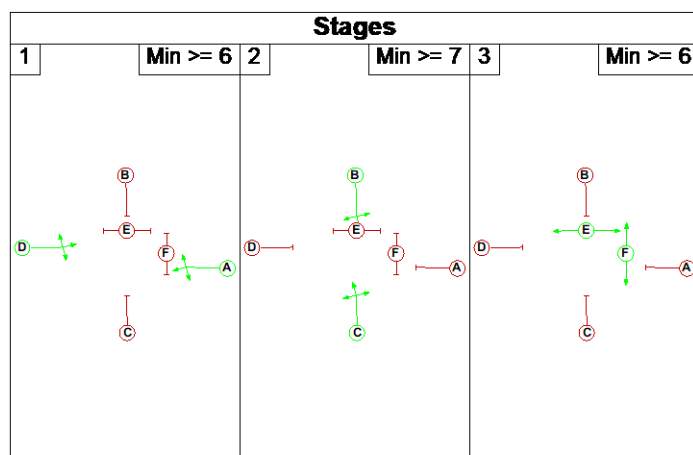 Stages
1 Min >= 6 2 Min >= 7 3 Min >= 6
B B B
E E E
D F A D F A D F A
C C C